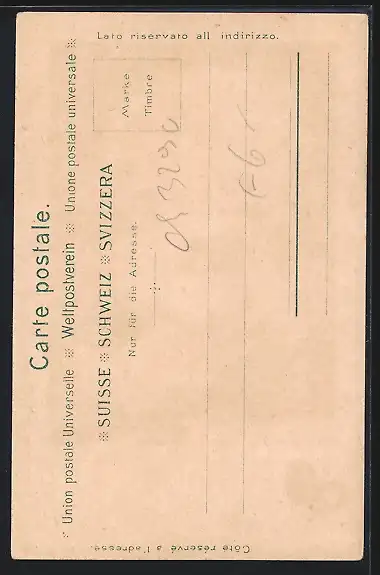 Carte postale.
※ Union postale Universelle ※ Weltpostverein ※ Unione postale universale ※
※ SUISSE ※ SCHWEIZ ※ SVIZZERA
Nur für die Adresse.
Marke
Timbre
Lato riservato all indirizzo.
Côté réservé à l'adresse.